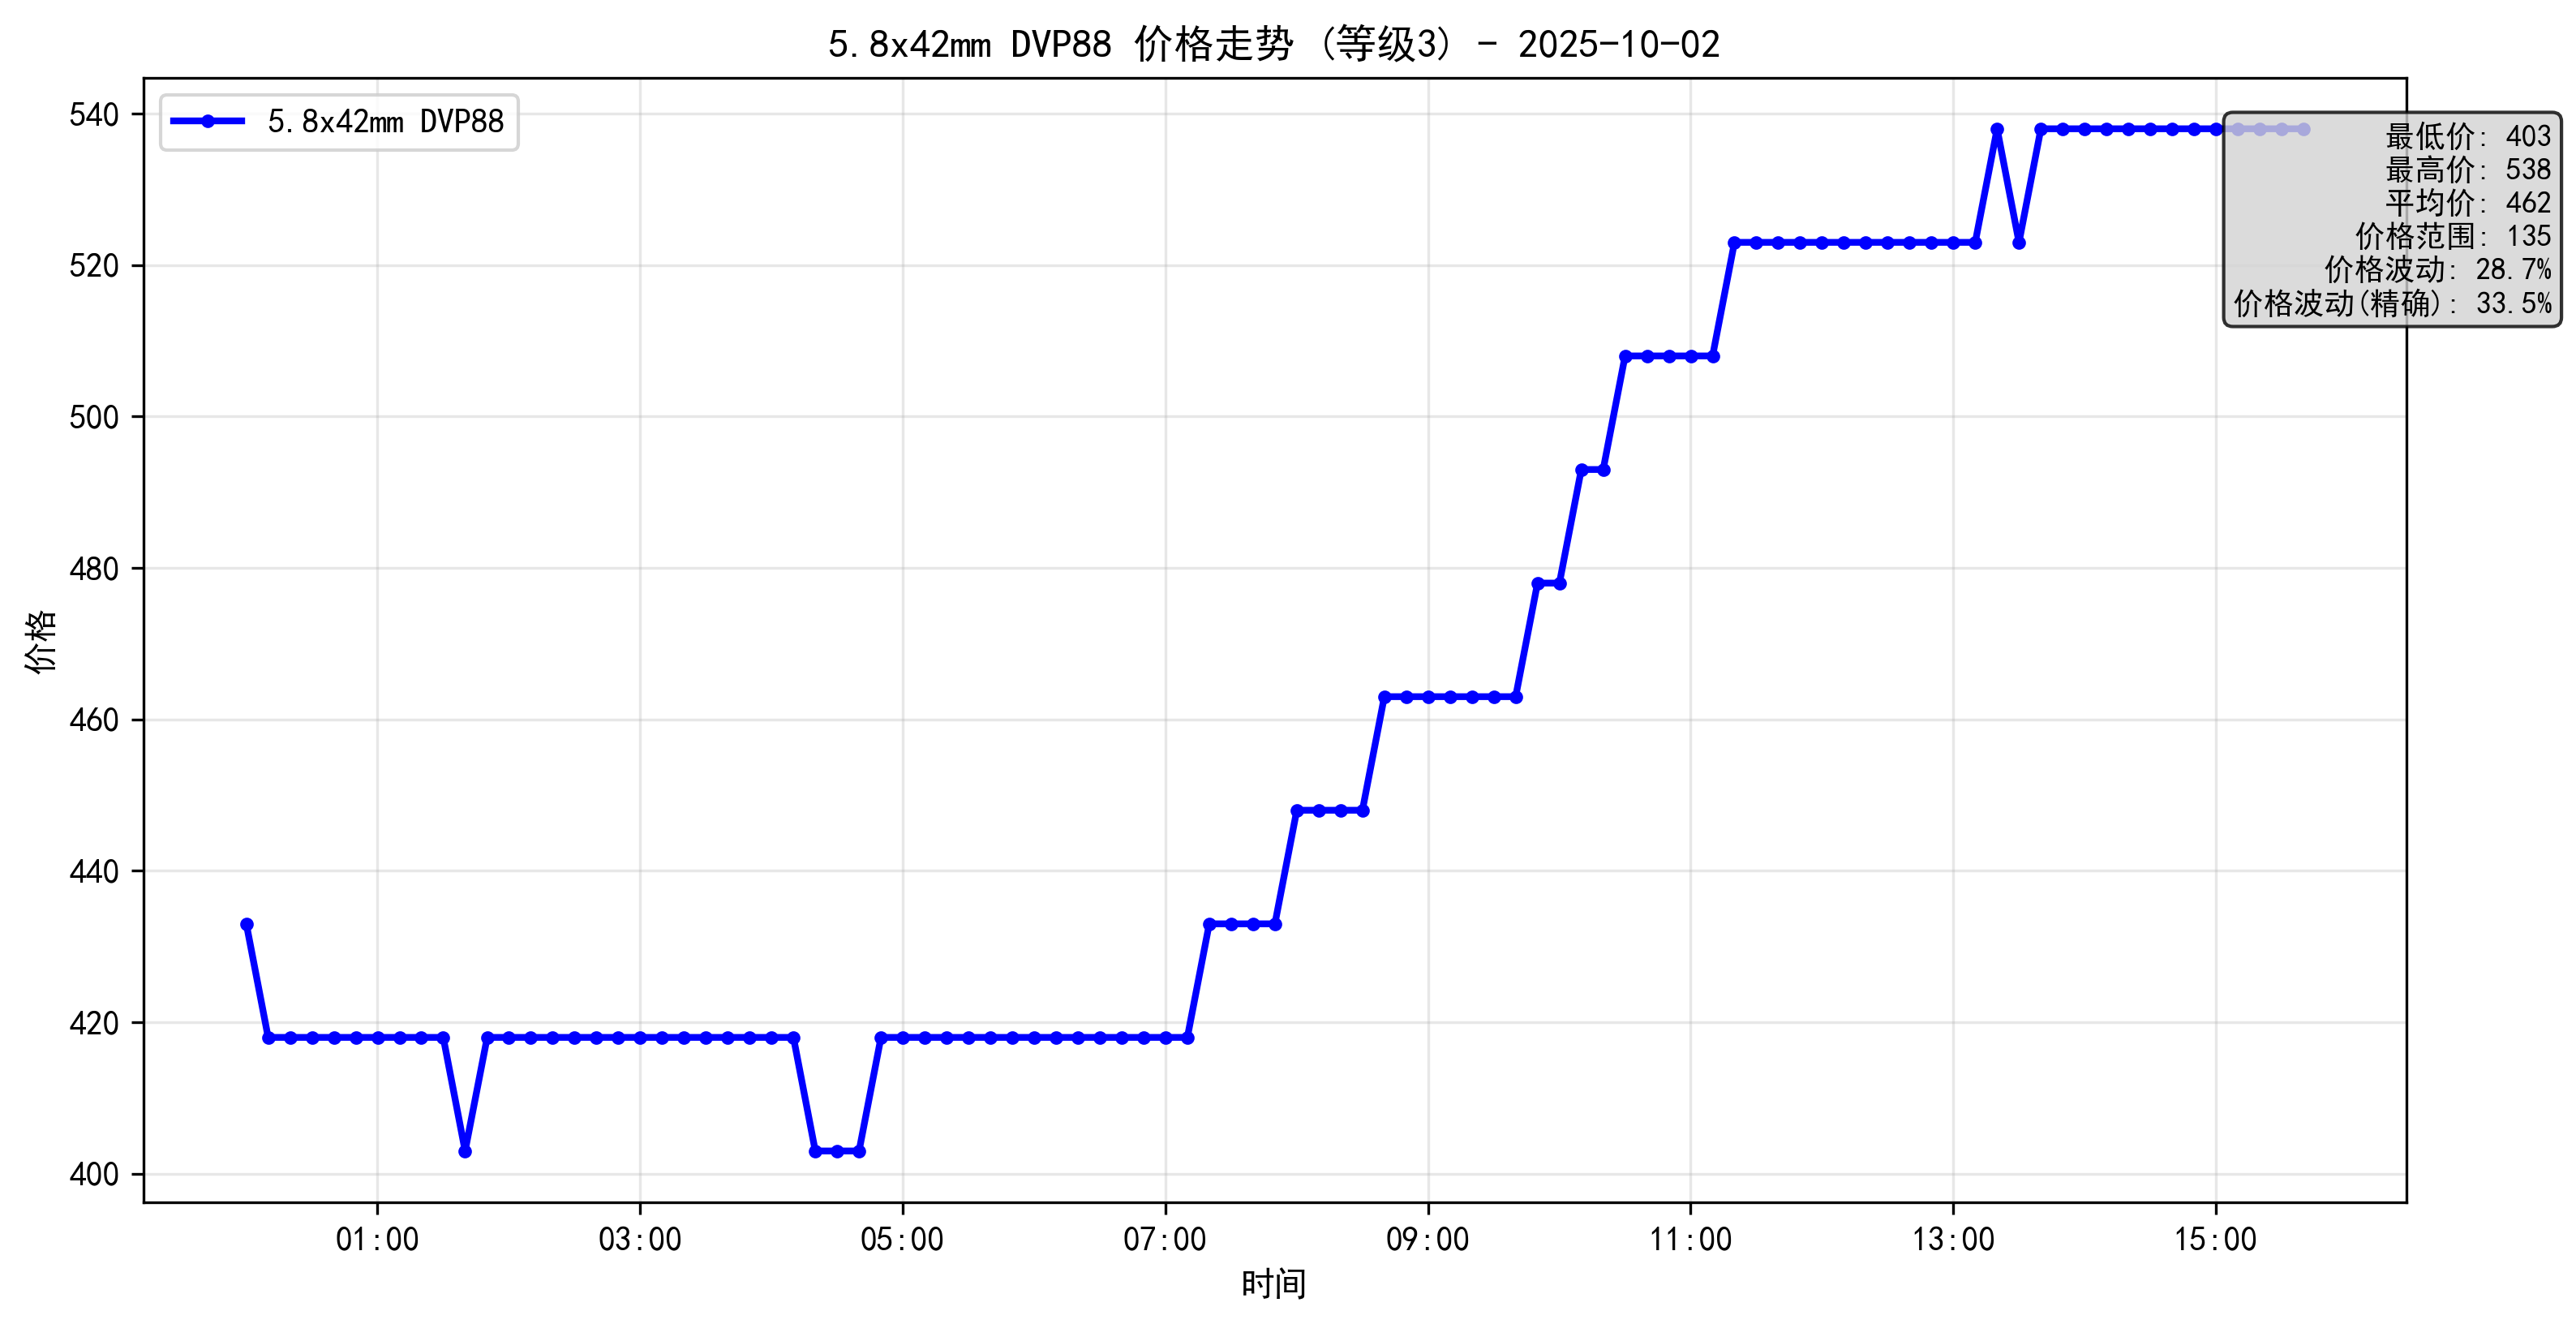 5.8x42mm DVP88 价格走势 (等级3) - 2025-10-02
5.8x42mm DVP88
最低价: 403
最高价: 538
平均价: 462
价格范围: 135
价格波动: 28.7%
价格波动(精确): 33.5%
价格
540
520
500
480
460
440
420
400
01:00 03:00 05:00 07:00 09:00 11:00 13:00 15:00
时间